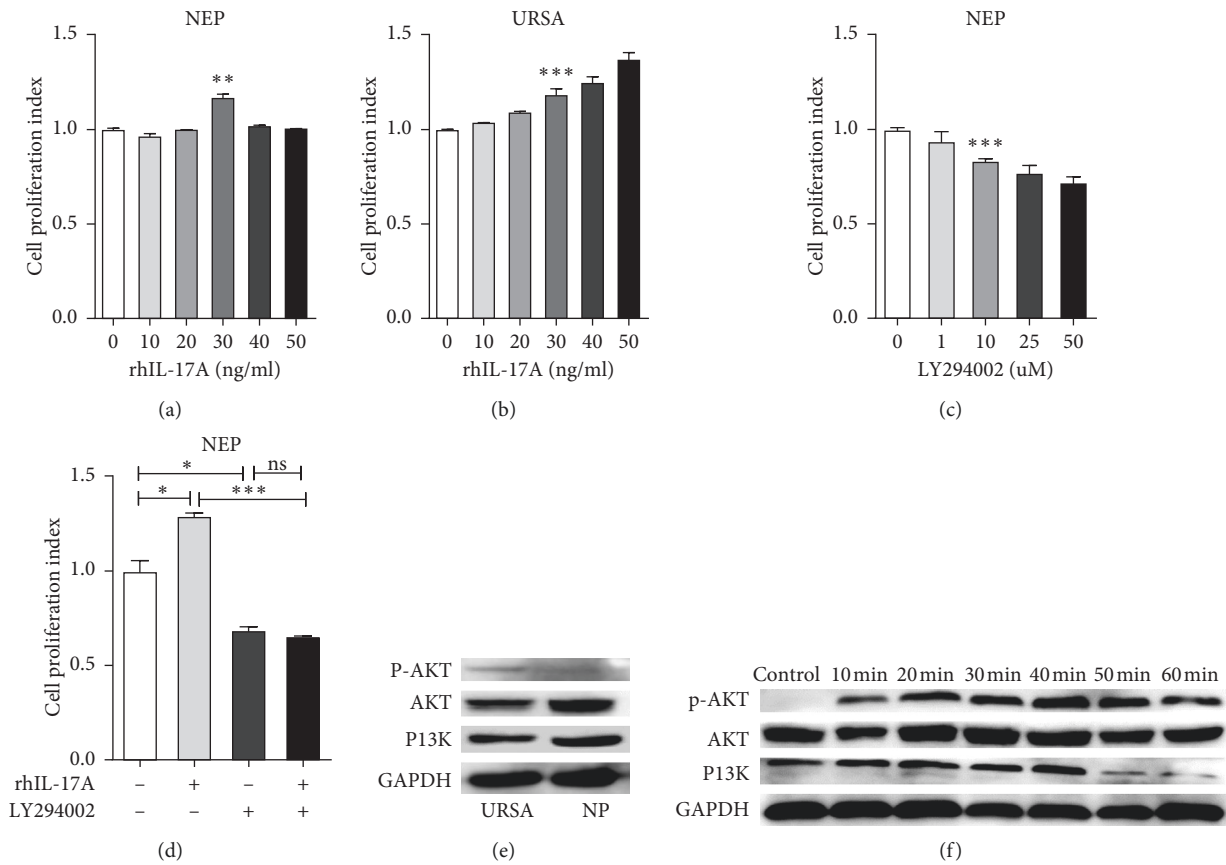 NEP
Cell proliferation index
1.5
1.0
0.5
0.0
**
0 10 20 30 40 50
rhIL-17A (ng/ml)
(a)
URSA
Cell proliferation index
1.5
1.0
0.5
0.0
***
0 10 20 30 40 50
rhIL-17A (ng/ml)
(b)
NEP
Cell proliferation index
1.5
1.0
0.5
0.0
***
0 1 10 25 50
LY294002 (uM)
(c)
NEP
Cell proliferation index
1.5
1.0
0.5
0.0
* ns
* ***
rhIL-17A – + – +
LY294002 – – + +
(d)
P-AKT
AKT
P13K
GAPDH
URSA NP
(e)
Control 10 min 20 min 30 min 40 min 50 min 60 min
p-AKT
AKT
P13K
GAPDH
(f)